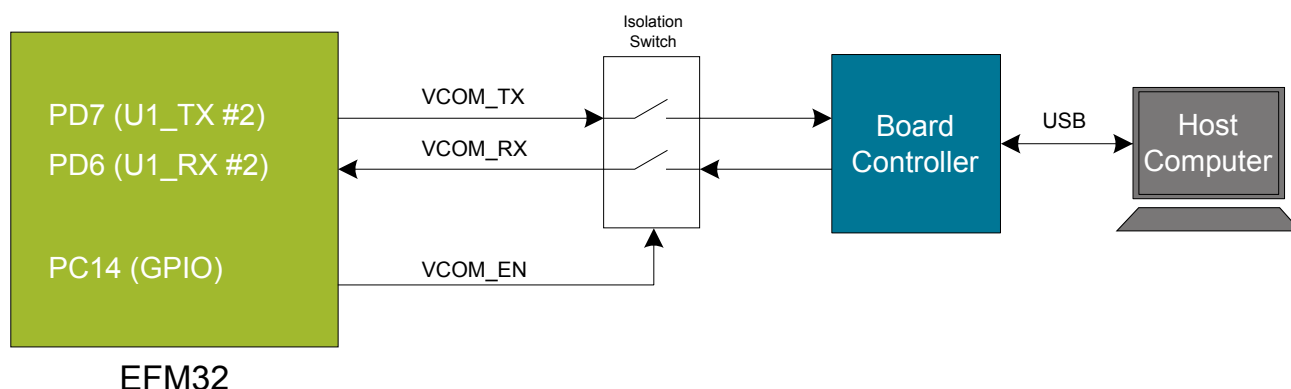 Isolation
Switch
PD7 (U1_TX #2)
VCOM_TX
PD6 (U1_RX #2)
VCOM_RX
Board
Controller
USB
Host
Computer
PC14 (GPIO)
VCOM_EN
EFM32